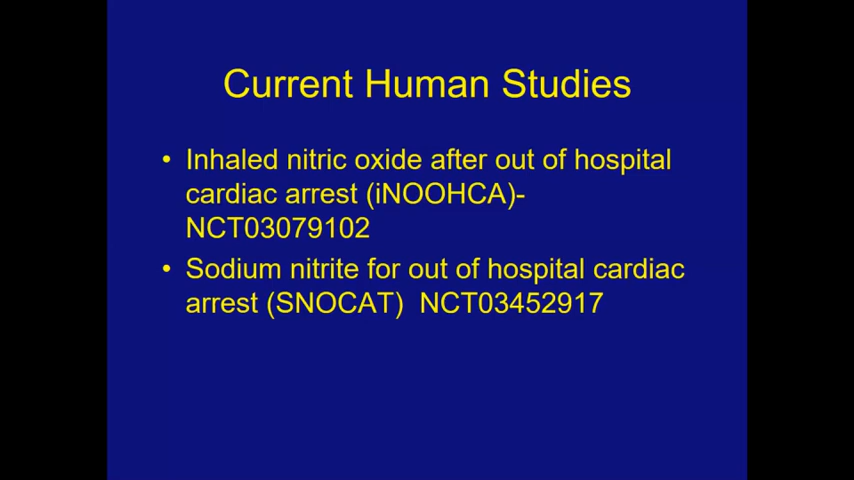 Current Human Studies
• Inhaled nitric oxide after out of hospital
cardiac arrest (iNOOHCA)-
NCT03079102
• Sodium nitrite for out of hospital cardiac
arrest (SNOCAT)  NCT03452917